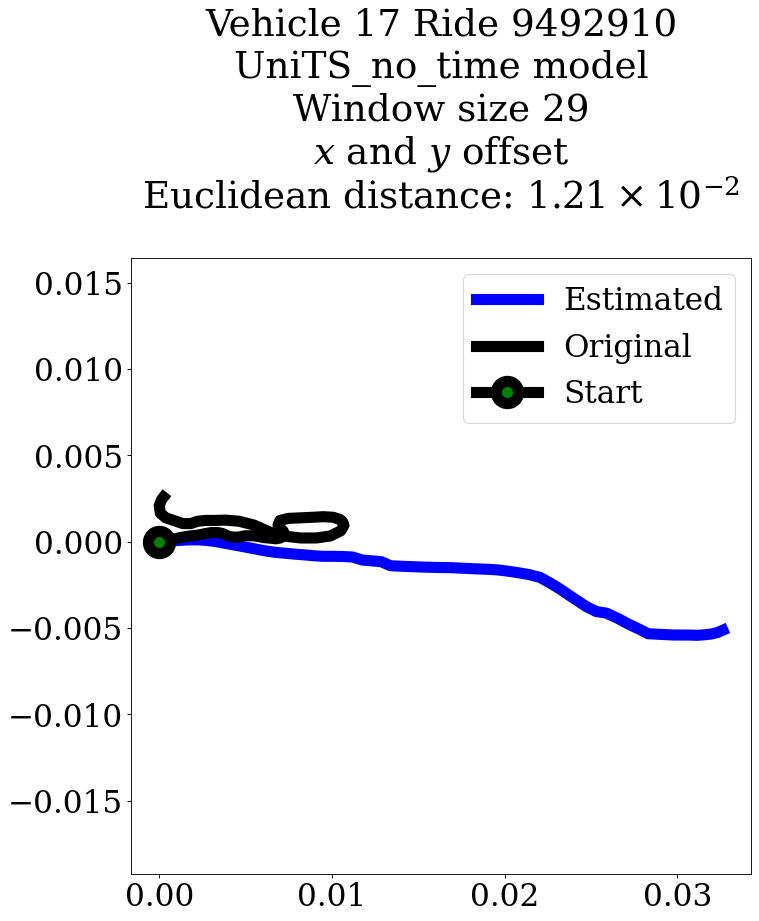 Vehicle 17 Ride 9492910
UniTS_no_time model
Window size 29
x and y offset
Euclidean distance: 1.21 × 10⁻²
Estimated
Original
Start
0.015
0.010
0.005
0.000
−0.005
−0.010
−0.015
0.00 0.01 0.02 0.03